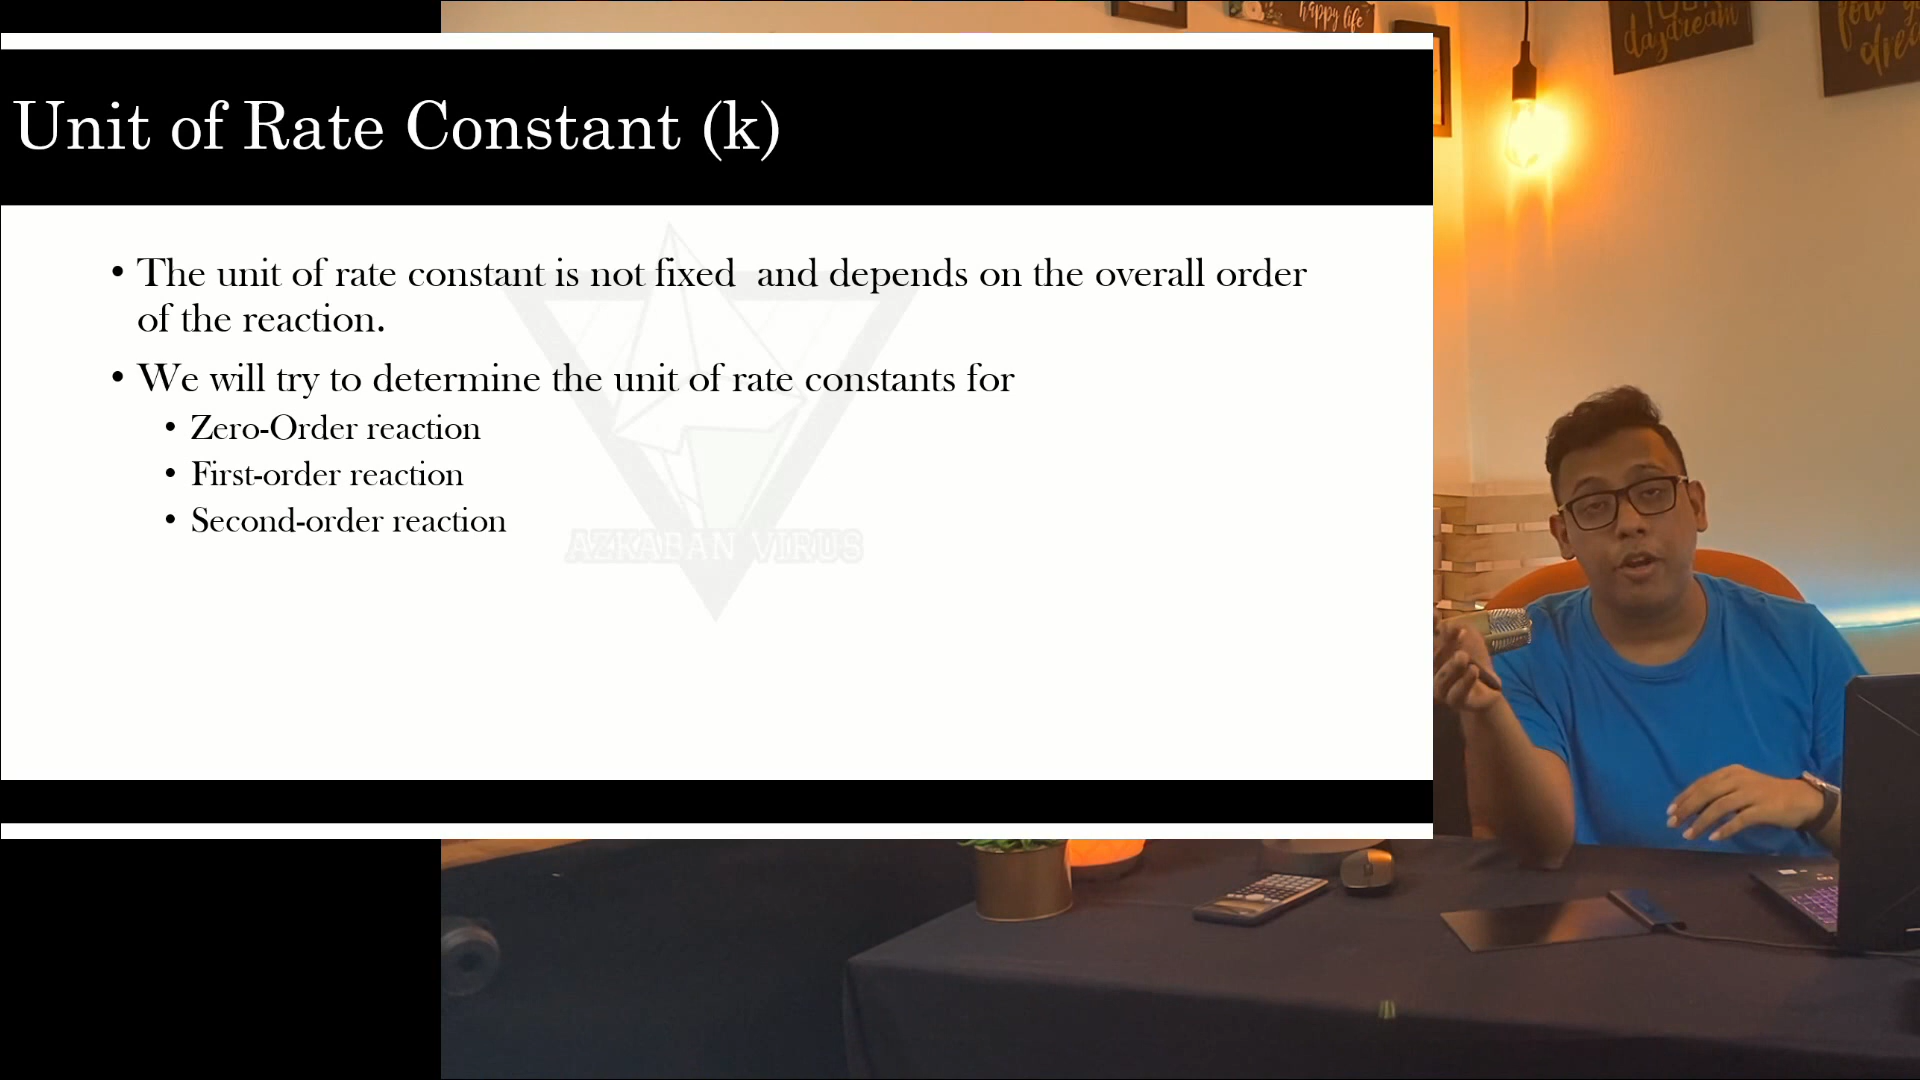 happy life
daydream
Unit of Rate Constant (k)
• The unit of rate constant is not fixed and depends on the overall order
of the reaction.
• We will try to determine the unit of rate constants for
• Zero-Order reaction
• First-order reaction
• Second-order reaction
AZKABAN VIRUS